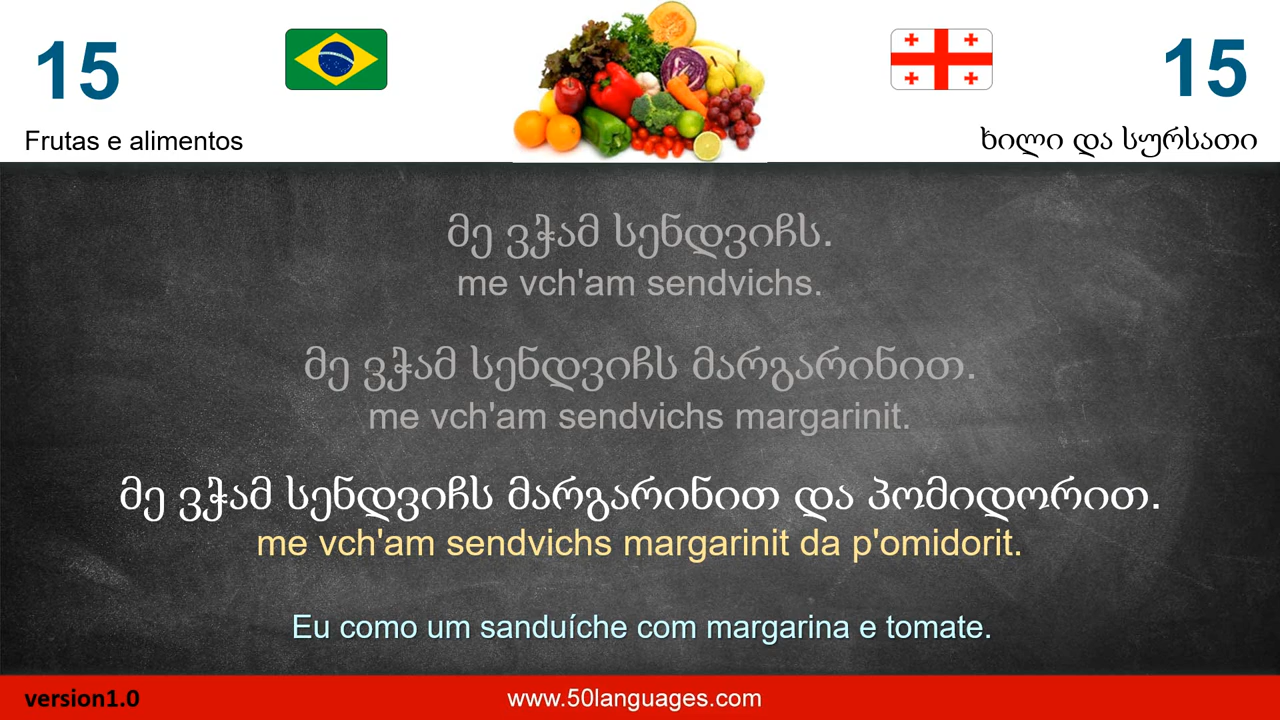 15
15
Frutas e alimentos
ხილი და სურსათი
მე ვჭამ სენდვიჩს.
me vch'am sendvichs.
მე ვჭამ სენდვიჩს მარგარინით.
me vch'am sendvichs margarinit.
მე ვჭამ სენდვიჩს მარგარინით და პომიდორით.
me vch'am sendvichs margarinit da p'omidorit.
Eu como um sanduíche com margarina e tomate.
version1.0
www.50languages.com